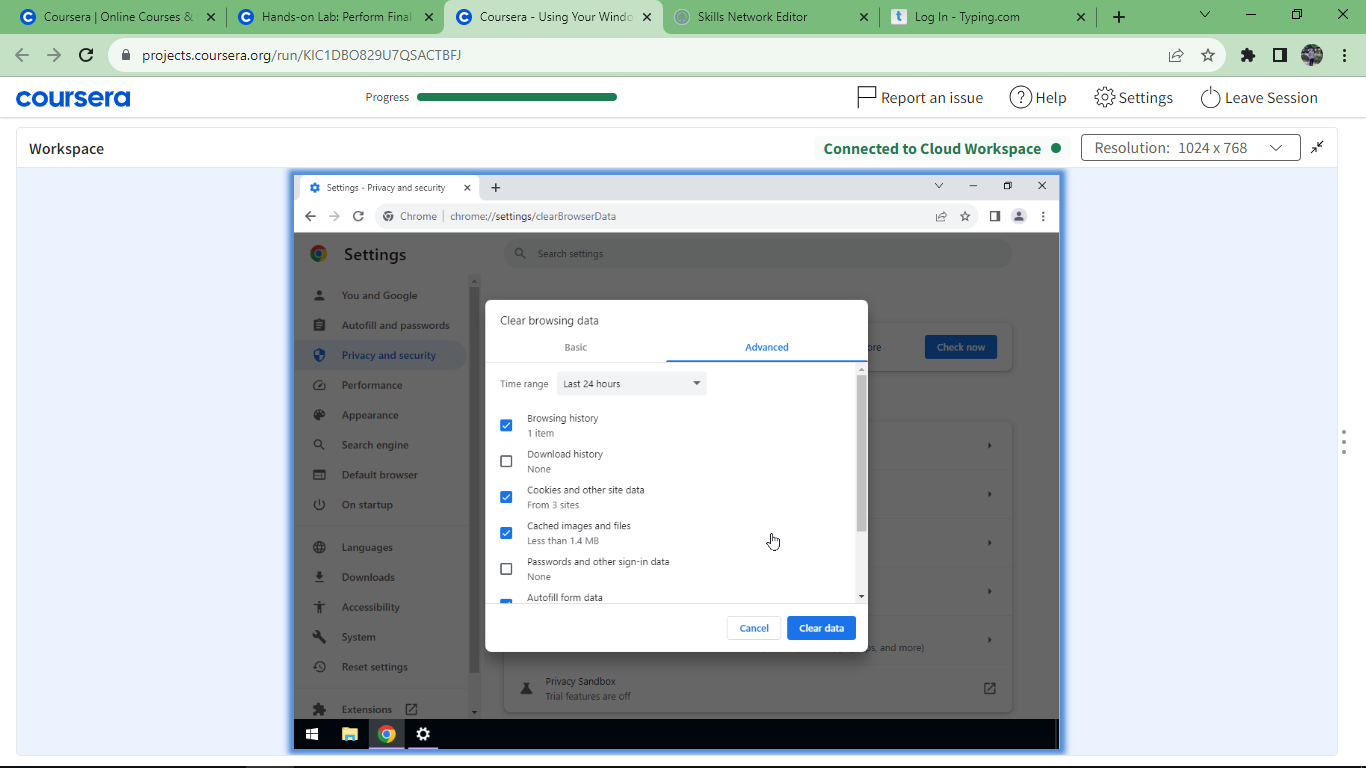 Coursera | Online Courses &
Hands-on Lab: Perform Final
Coursera - Using Your Windo
Skills Network Editor
Log In - Typing.com
projects.coursera.org/run/KIC1DBO829U7QSACTBFJ
coursera
Progress
Report an issue
Help
Settings
Leave Session
Workspace
Connected to Cloud Workspace
Resolution: 1024 x 768
Settings - Privacy and security
Chrome | chrome://settings/clearBrowserData
Settings
Search settings
You and Google
Autofill and passwords
Privacy and security
Performance
Appearance
Search engine
Default browser
On startup
Languages
Downloads
Accessibility
System
Reset settings
Extensions
ore
Check now
Clear browsing data
Basic
Advanced
Time range
Last 24 hours
Browsing history
1 item
Download history
None
Cookies and other site data
From 3 sites
Cached images and files
Less than 1.4 MB
Passwords and other sign-in data
None
Autofill form data
Cancel
Clear data
s, and more)
Privacy Sandbox
Trial features are off